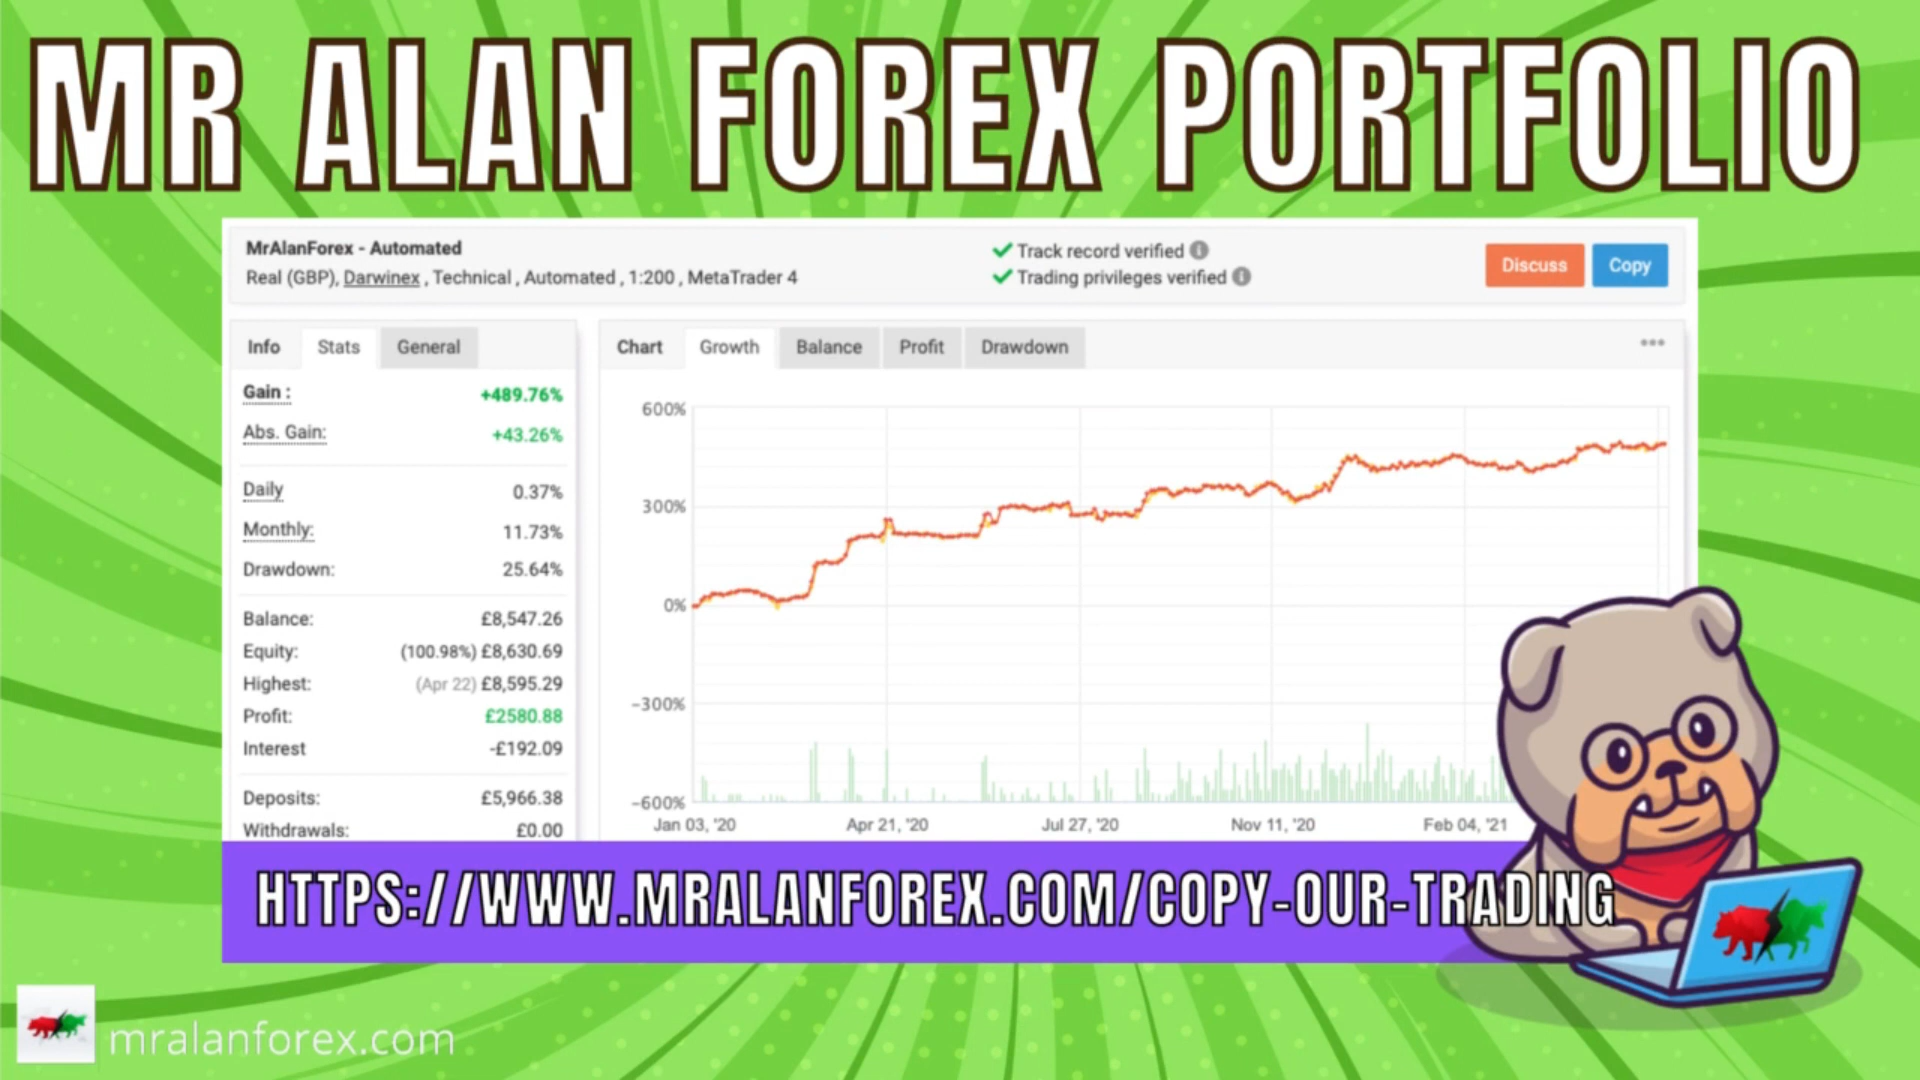 MR ALAN FOREX PORTFOLIO
MrAlanForex - Automated
Real (GBP), Darwinex , Technical , Automated , 1:200 , MetaTrader 4
Track record verified
Trading privileges verified
Discuss
Copy
Info Stats General
Gain : +489.76%
Abs. Gain: +43.26%
Daily 0.37%
Monthly: 11.73%
Drawdown: 25.64%
Balance: £8,547.26
Equity: (100.98%) £8,630.69
Highest: (Apr 22) £8,595.29
Profit: £2580.88
Interest -£192.09
Deposits: £5,966.38
Withdrawals: £0.00
Chart Growth Balance Profit Drawdown
600%
300%
0%
-300%
-600%
Jan 03, '20 Apr 21, '20 Jul 27, '20 Nov 11, '20 Feb 04, '21
HTTPS://WWW.MRALANFOREX.COM/COPY-OUR-TRADING
mralanforex.com